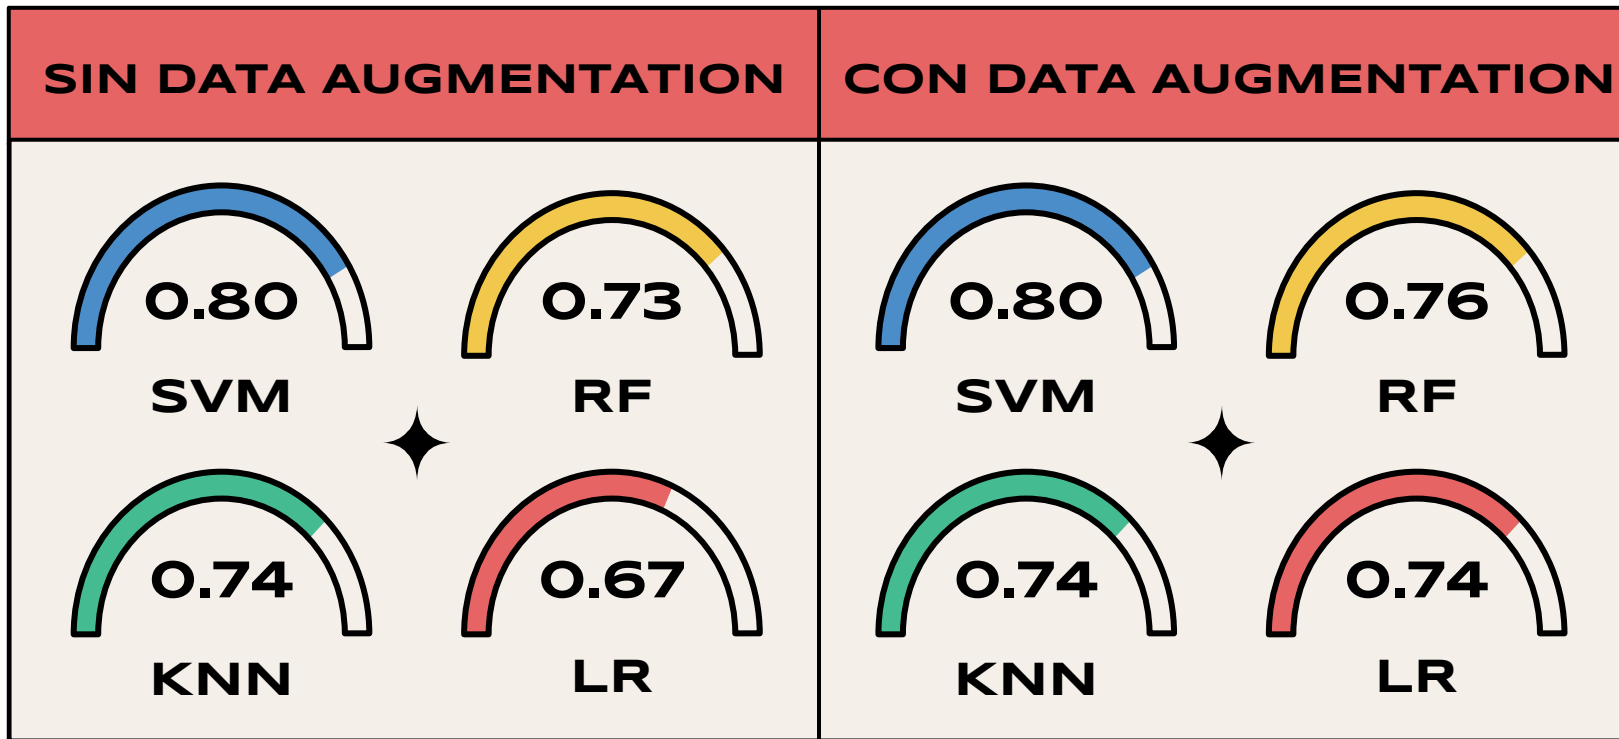 SIN DATA AUGMENTATION
CON DATA AUGMENTATION
0.80
SVM
0.73
RF
0.74
KNN
0.67
LR
0.80
SVM
0.76
RF
0.74
KNN
0.74
LR